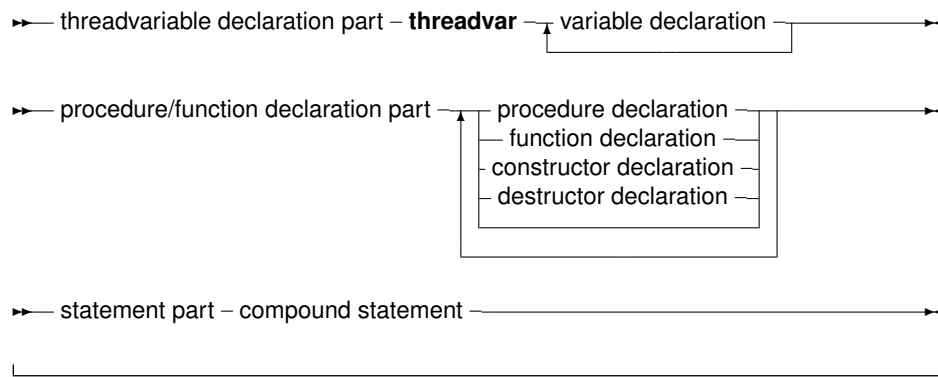 threadvariable declaration part threadvar variable declaration
procedure/function declaration part procedure declaration
function declaration
constructor declaration
destructor declaration
statement part compound statement